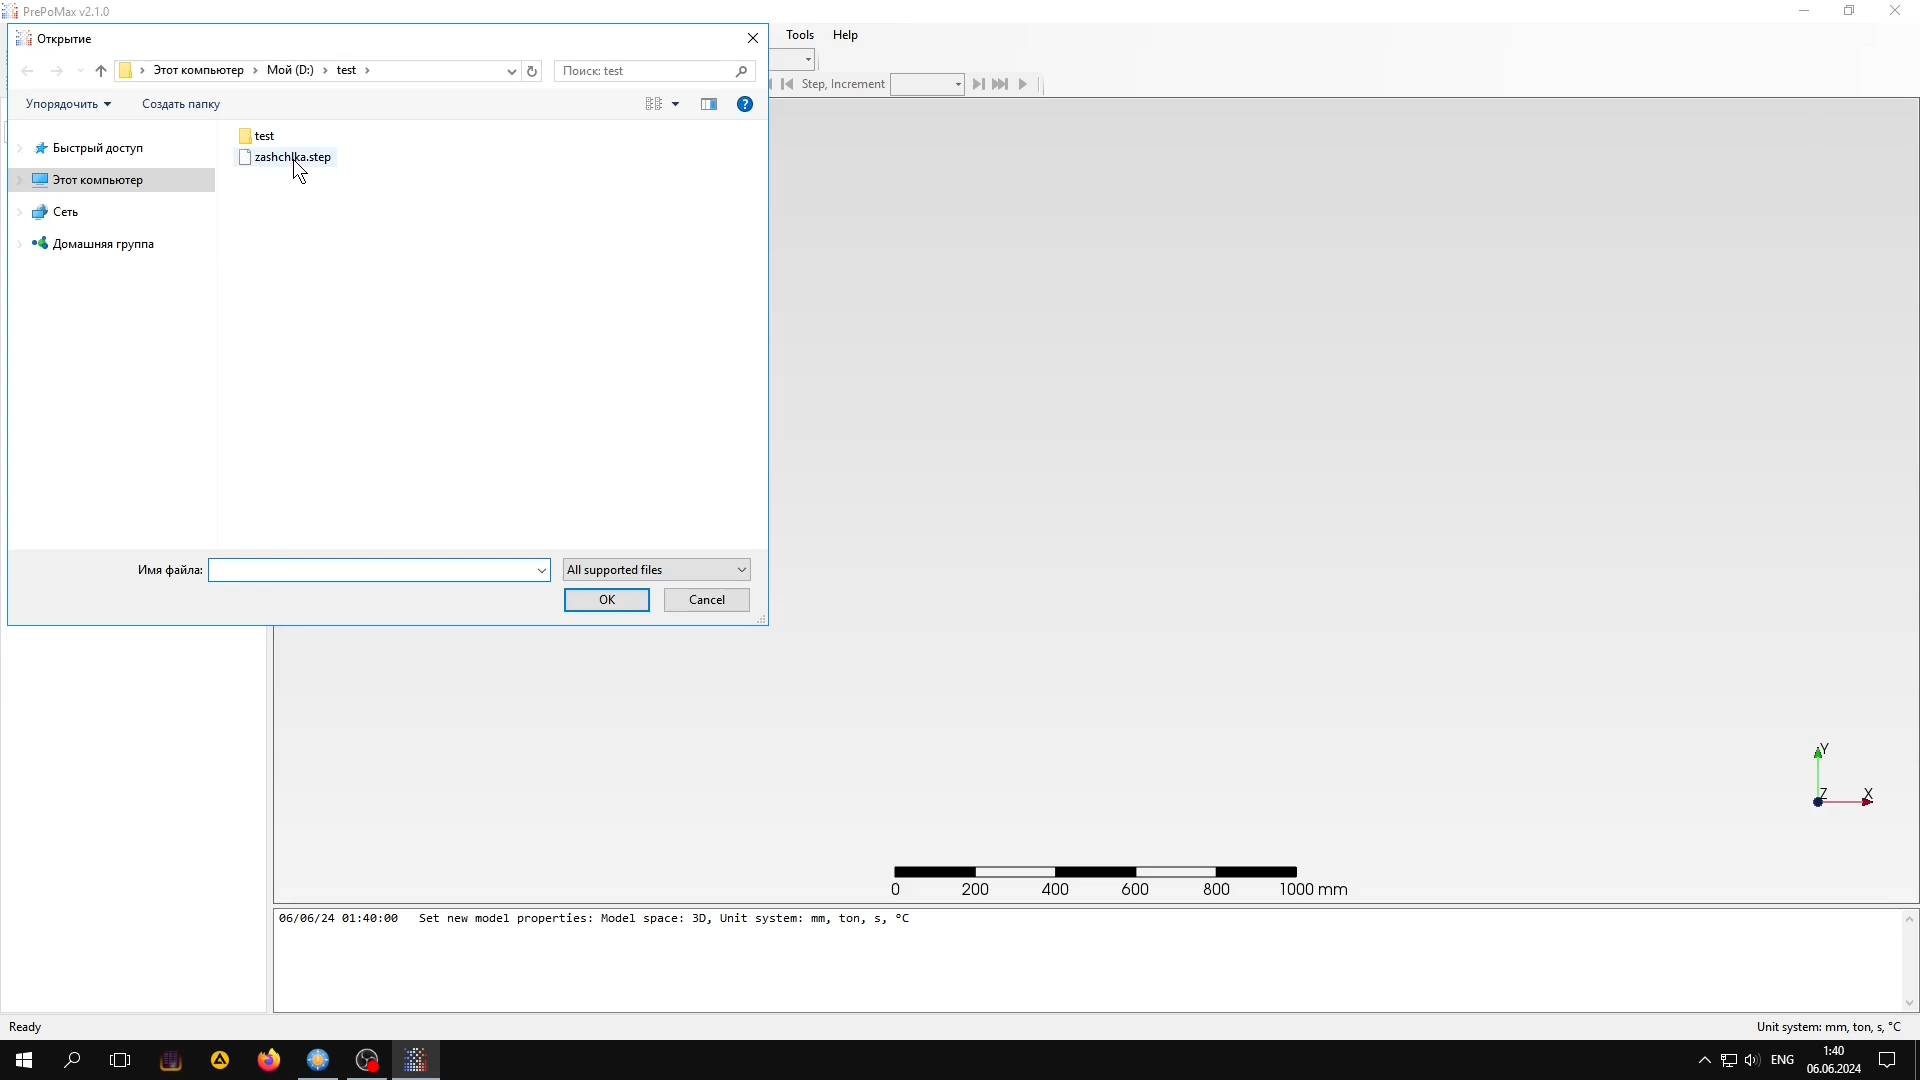 PrePoMax v2.1.0
Открытие
Tools Help
Этот компьютер Мой (D:) test Поиск: test
Step, Increment
Упорядочить Создать папку
test
Быстрый доступ
zashchlka.step
Этот компьютер
Сеть
Домашняя группа
Имя файла: All supported files
OK Cancel
Y
Z X
0 200 400 600 800 1000 mm
06/06/24 01:40:00 Set new model properties: Model space: 3D, Unit system: mm, ton, s, °C
Ready Unit system: mm, ton, s, °C
ENG 1:40
06.06.2024